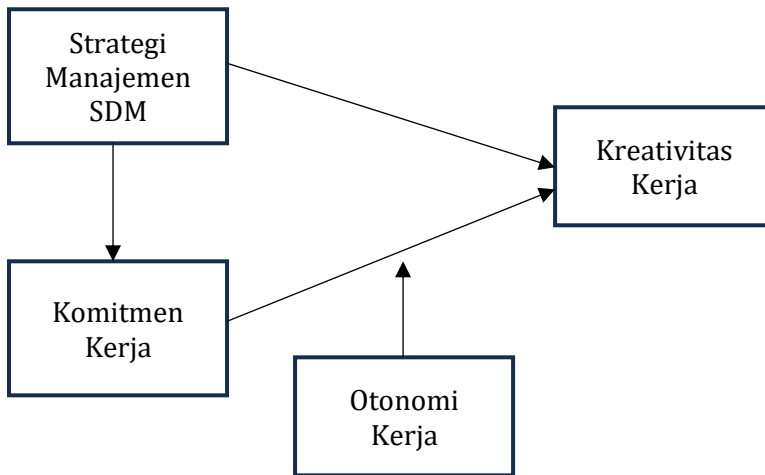 Strategi
Manajemen
SDM
Kreativitas
Kerja
Komitmen
Kerja
Otonomi
Kerja